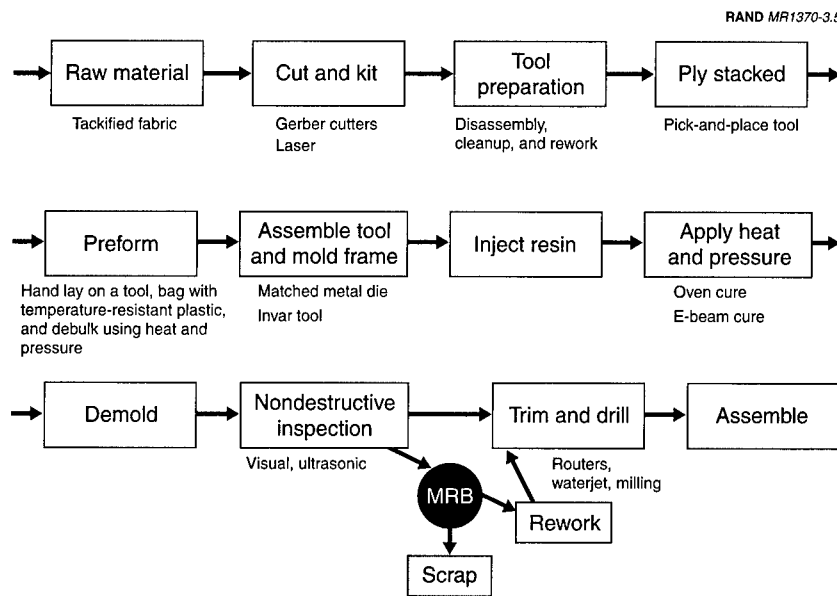 RAND MR1370-3.5
Raw material
Cut and kit
Tool
preparation
Ply stacked
Tackified fabric
Gerber cutters
Laser
Disassembly,
cleanup, and rework
Pick-and-place tool
Preform
Assemble tool
and mold frame
Inject resin
Apply heat
and pressure
Hand lay on a tool, bag with
temperature-resistant plastic,
and debulk using heat and
pressure
Matched metal die
Invar tool
Oven cure
E-beam cure
Demold
Nondestructive
inspection
Trim and drill
Assemble
Visual, ultrasonic
Routers,
waterjet, milling
MRB
Rework
Scrap